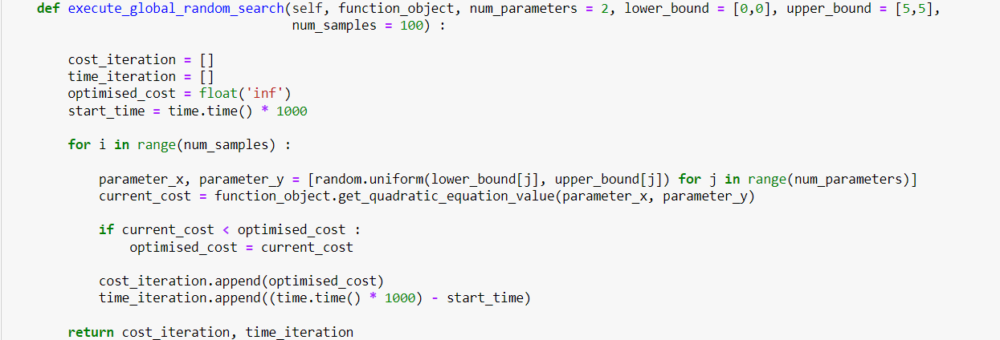 def execute_global_random_search(self, function_object, num_parameters = 2, lower_bound = [0,0], upper_bound = [5,5],
num_samples = 100) :
cost_iteration = []
time_iteration = []
optimised_cost = float('inf')
start_time = time.time() * 1000
for i in range(num_samples) :
parameter_x, parameter_y = [random.uniform(lower_bound[j], upper_bound[j]) for j in range(num_parameters)]
current_cost = function_object.get_quadratic_equation_value(parameter_x, parameter_y)
if current_cost < optimised_cost :
optimised_cost = current_cost
cost_iteration.append(optimised_cost)
time_iteration.append((time.time() * 1000) - start_time)
return cost_iteration, time_iteration